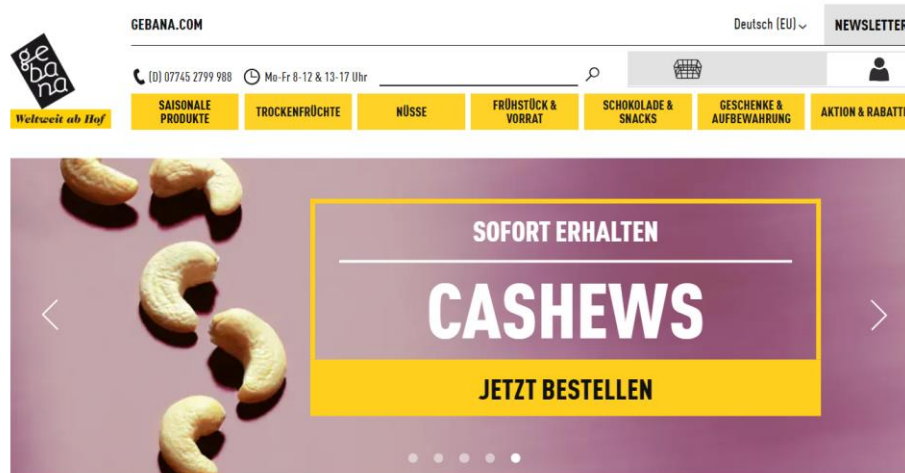 GEBANA.COM
Deutsch (EU)
NEWSLETTER
gebana
Weltweit ab Hof
(D) 07745 2799 988
Mo-Fr 8-12 & 13-17 Uhr
SAISONALE
PRODUKTE
TROCKENFRÜCHTE
NÜSSE
FRÜHSTÜCK &
VORRAT
SCHOKOLADE &
SNACKS
GESCHENKE &
AUFBEWAHRUNG
AKTION & RABATTE
SOFORT ERHALTEN
CASHEWS
JETZT BESTELLEN